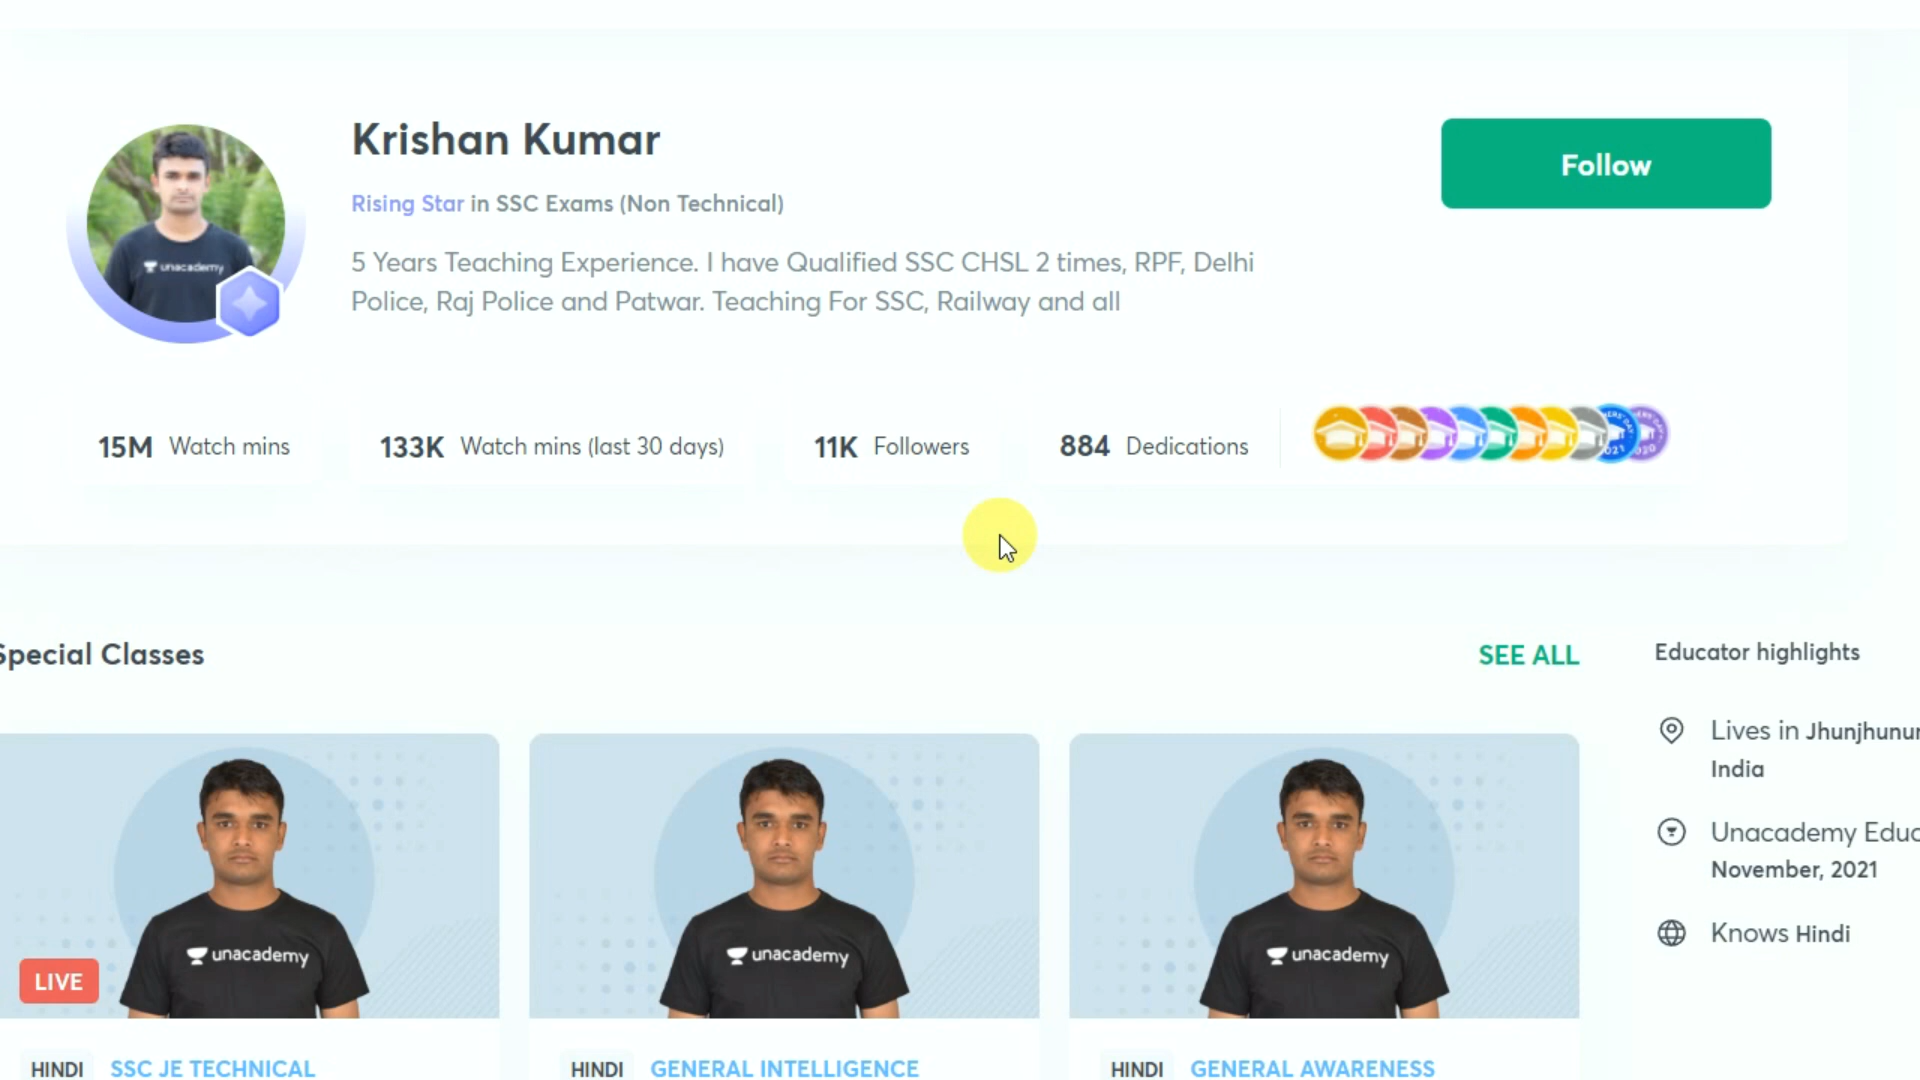 Krishan Kumar
Follow
Rising Star in SSC Exams (Non Technical)
5 Years Teaching Experience. I have Qualified SSC CHSL 2 times, RPF, Delhi
Police, Raj Police and Patwar. Teaching For SSC, Railway and all
unacademy
15M Watch mins
133K Watch mins (last 30 days)
11K Followers
884 Dedications
Special Classes
SEE ALL
Educator highlights
Lives in
India
Unacademy
November, 2021
Knows Hindi
unacademy
unacademy
unacademy
LIVE
HINDI SSC JE TECHNICAL
HINDI GENERAL INTELLIGENCE
HINDI GENERAL AWARENESS